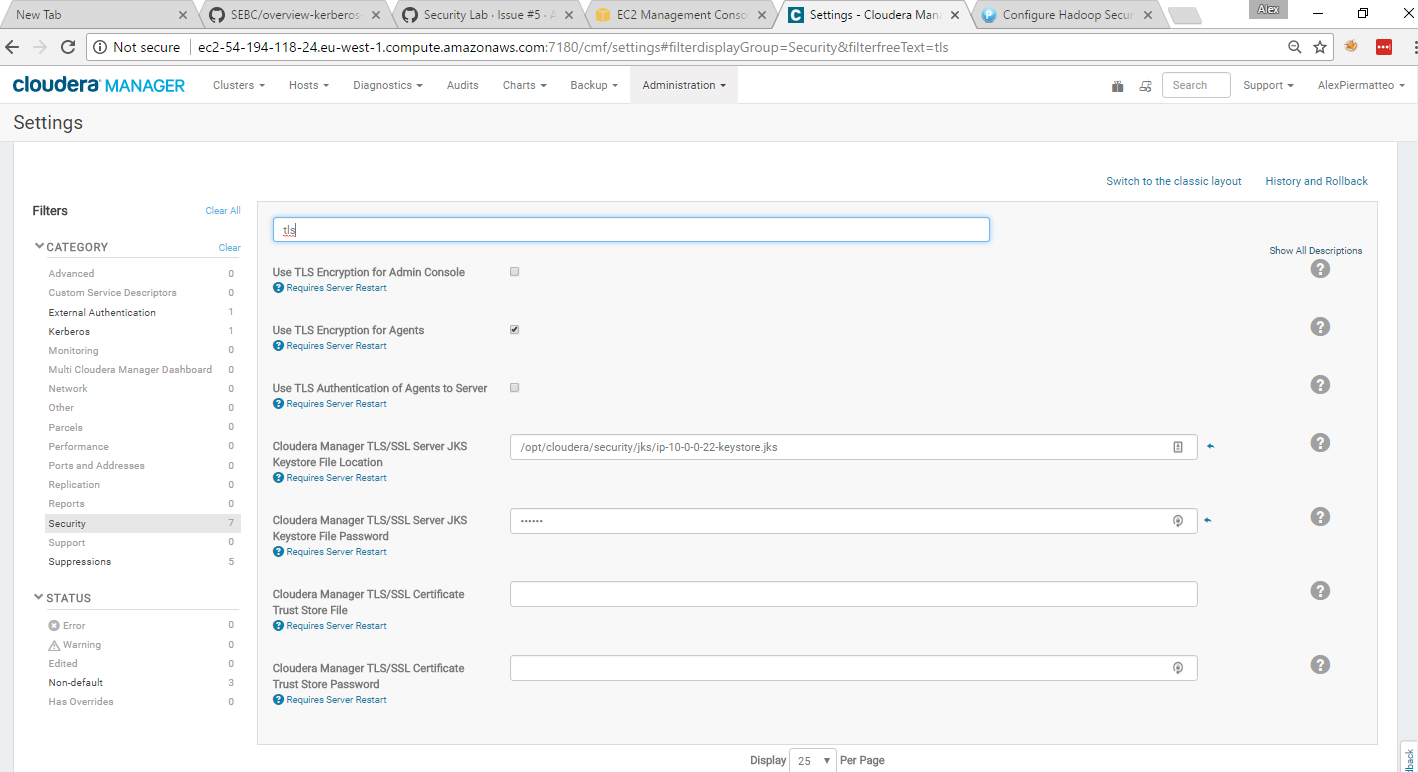 New Tab
SEBC/overview-kerberos
Security Lab · Issue #5 · A
EC2 Management Conso
Settings - Cloudera Mana
Configure Hadoop Secur
Alex
Not secure
ec2-54-194-118-24.eu-west-1.compute.amazonaws.com:7180/cmf/settings#filterdisplayGroup=Security&filterfreeText=tls
cloudera MANAGER
Clusters
Hosts
Diagnostics
Audits
Charts
Backup
Administration
Search
Support
AlexPiermatteo
Settings
Switch to the classic layout
History and Rollback
Filters
Clear All
CATEGORY
Clear
Advanced 0
Custom Service Descriptors 0
External Authentication 1
Kerberos 1
Monitoring 0
Multi Cloudera Manager Dashboard 0
Network 0
Other 0
Parcels 0
Performance 0
Ports and Addresses 0
Replication 0
Reports 0
Security 7
Support 0
Suppressions 5
STATUS
Error 0
Warning 0
Edited 0
Non-default 3
Has Overrides 0
tls
Show All Descriptions
Use TLS Encryption for Admin Console
Requires Server Restart
Use TLS Encryption for Agents
Requires Server Restart
Use TLS Authentication of Agents to Server
Requires Server Restart
Cloudera Manager TLS/SSL Server JKS
Keystore File Location
Requires Server Restart
/opt/cloudera/security/jks/ip-10-0-0-22-keystore.jks
Cloudera Manager TLS/SSL Server JKS
Keystore File Password
Requires Server Restart
••••••
Cloudera Manager TLS/SSL Certificate
Trust Store File
Requires Server Restart
Cloudera Manager TLS/SSL Certificate
Trust Store Password
Requires Server Restart
Display 25 Per Page